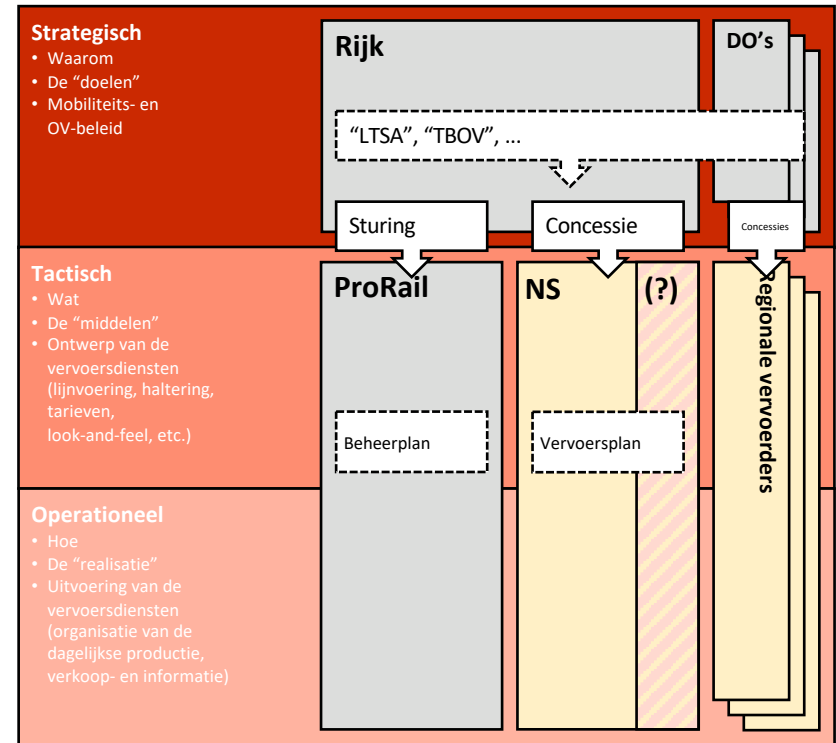 Strategisch
• Waarom
• De “doelen”
• Mobiliteits- en
OV-beleid
Rijk
DO’s
“LTSA”, “TBOV”, ...
Sturing
Concessie
Concessies
Tactisch
• Wat
• De “middelen”
• Ontwerp van de
vervoersdiensten
(lijnvoering, haltering,
tarieven,
look-and-feel, etc.)
ProRail
NS
(?)
Regionale vervoerders
Beheerplan
Vervoersplan
Operationeel
• Hoe
• De “realisatie”
• Uitvoering van de
vervoersdiensten
(organisatie van de
dagelijkse productie,
verkoop- en informatie)